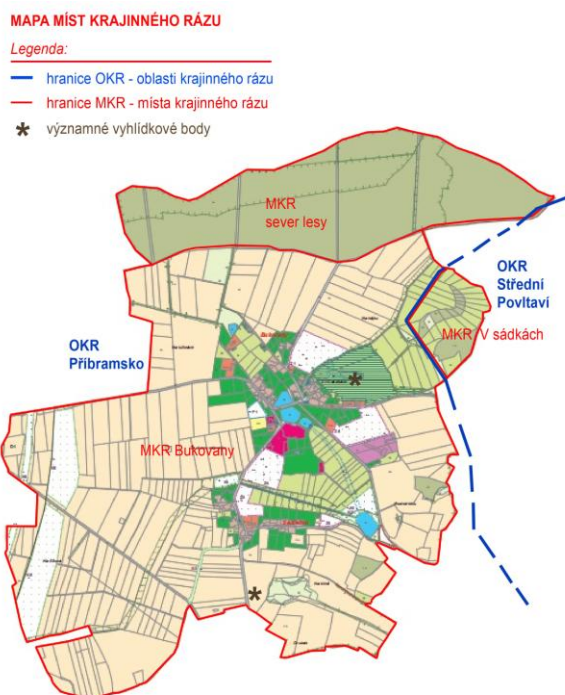 MAPA MÍST KRAJINNÉHO RÁZU
Legenda:
hranice OKR - oblasti krajinného rázu
hranice MKR - místa krajinného rázu
významné vyhlídkové body
MKR
sever lesy
OKR
Střední
Povltaví
MKR V sádkách
OKR
Příbramsko
MKR Bukovany